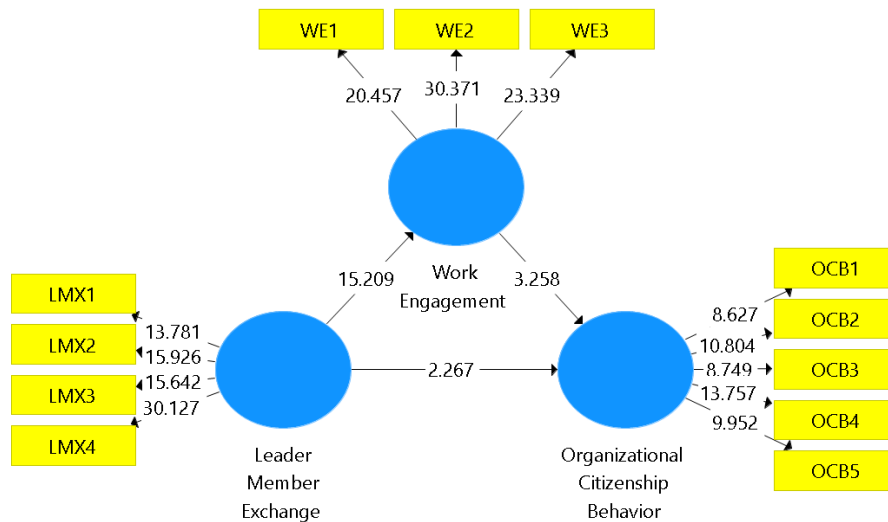 WE1
WE2
WE3
20.457
30.371
23.339
Work
Engagement
15.209
3.258
LMX1
LMX2
LMX3
LMX4
13.781
15.926
15.642
30.127
2.267
8.627
10.804
8.749
13.757
9.952
OCB1
OCB2
OCB3
OCB4
OCB5
Leader
Member
Exchange
Organizational
Citizenship
Behavior